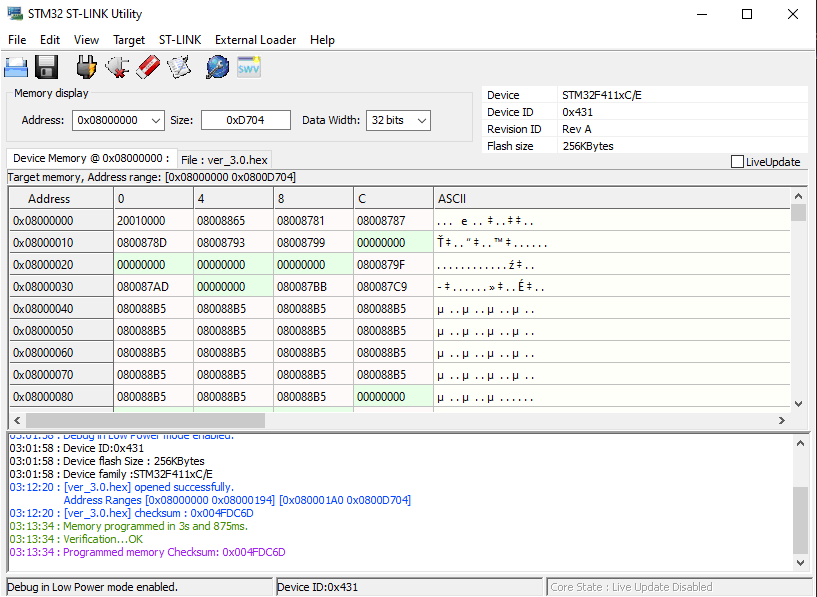 STM32 ST-LINK Utility
File Edit View Target ST-LINK External Loader Help
SWV
Memory display
Address: 0x08000000 Size: 0xD704 Data Width: 32 bits
Device STM32F411xC/E
Device ID 0x431
Revision ID Rev A
Flash size 256KBytes
LiveUpdate
Device Memory @ 0x08000000 : File : ver_3.0.hex
Target memory, Address range: [0x08000000 0x0800D704]
Address 0 4 8 C ASCII
0x08000000 20010000 08008865 08008781 08008787 ... e . . ‡ . . ‡ ‡ . .
0x08000010 0800878D 08008793 08008799 00000000 Ť ‡ . . “ ‡ . . ™ ‡ . . . . . .
0x08000020 00000000 00000000 00000000 0800879F . . . . . . . . . . . . ź ‡ . .
0x08000030 080087AD 00000000 080087BB 080087C9 - ‡ . . . . . . » ‡ . . É ‡ . .
0x08000040 080088B5 080088B5 080088B5 080088B5 µ . . µ . . µ . . µ . .
0x08000050 080088B5 080088B5 080088B5 080088B5 µ . . µ . . µ . . µ . .
0x08000060 080088B5 080088B5 080088B5 080088B5 µ . . µ . . µ . . µ . .
0x08000070 080088B5 080088B5 080088B5 080088B5 µ . . µ . . µ . . µ . .
0x08000080 080088B5 080088B5 080088B5 00000000 µ . . µ . . µ . . . . . .
03:01:58 : Debug in Low Power mode enabled.
03:01:58 : Device ID:0x431
03:01:58 : Device flash Size : 256KBytes
03:01:58 : Device family :STM32F411xC/E
03:12:20 : [ver_3.0.hex] opened successfully.
Address Ranges [0x08000000 0x08000194] [0x080001A0 0x0800D704]
03:12:20 : [ver_3.0.hex] checksum : 0x004FDC6D
03:13:34 : Memory programmed in 3s and 875ms.
03:13:34 : Verification...OK
03:13:34 : Programmed memory Checksum: 0x004FDC6D
Debug in Low Power mode enabled. Device ID:0x431 Core State : Live Update Disabled